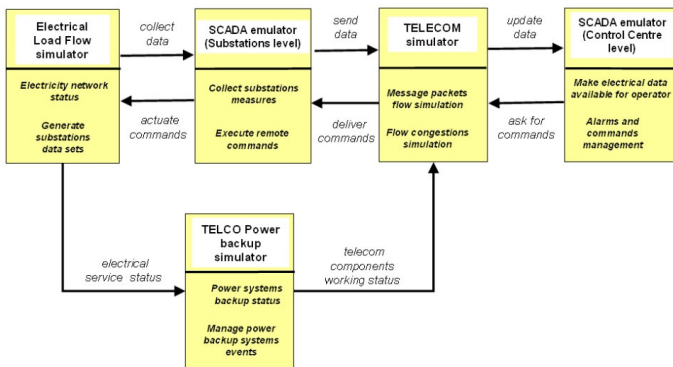 Electrical
Load Flow
simulator
Electricity network
status
Generate
substations
data sets
collect
data
actuate
commands
SCADA emulator
(Substations level)
Collect substations
measures
Execute remote
commands
send
data
deliver
commands
TELECOM
simulator
Message packets
flow simulation
Flow congestions
simulation
update
data
ask for
commands
SCADA emulator
(Control Centre
level)
Make electrical data
available for operator
Alarms and
commands
management
electrical
service status
TELCO Power
backup
simulator
Power systems
backup status
Manage power
backup systems
events
telecom
components
working status